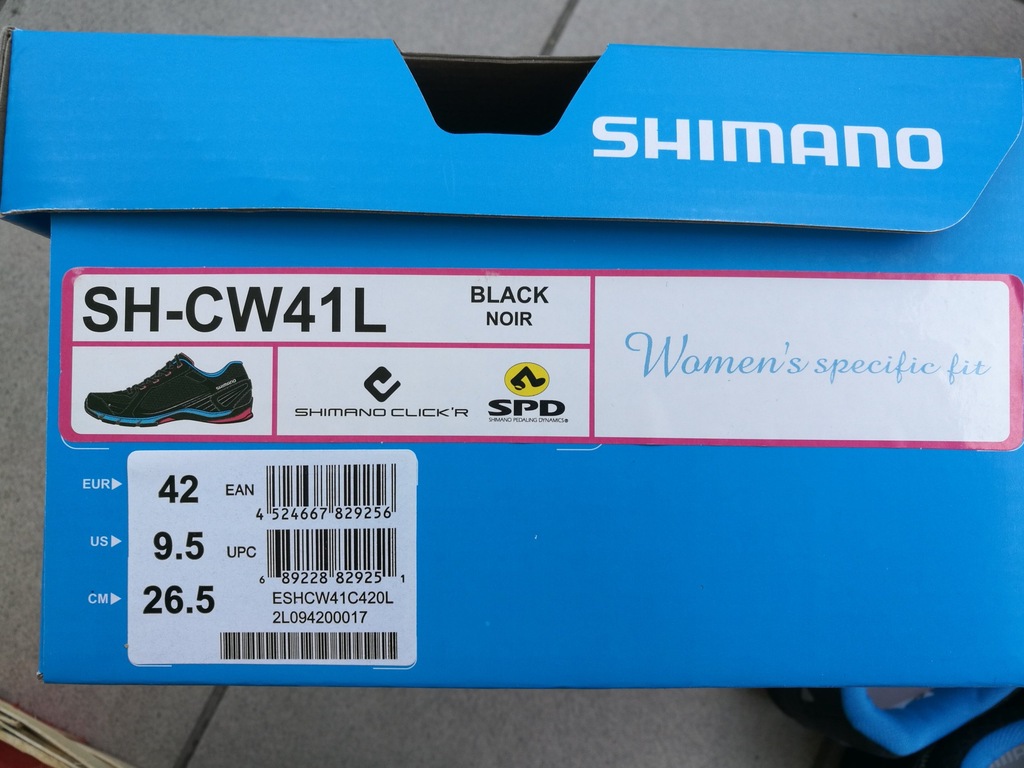 SHIMANO
SH-CW41L
BLACK
NOIR
SHIMANO
SHIMANO CLICK'R
SPD
SHIMANO PEDALING DYNAMICS®
Women's specific fit
EUR 42
EAN
4 524667 829256
US 9.5
UPC
6 89228 82925 1
CM 26.5
ESHCW41C420L
2L094200017